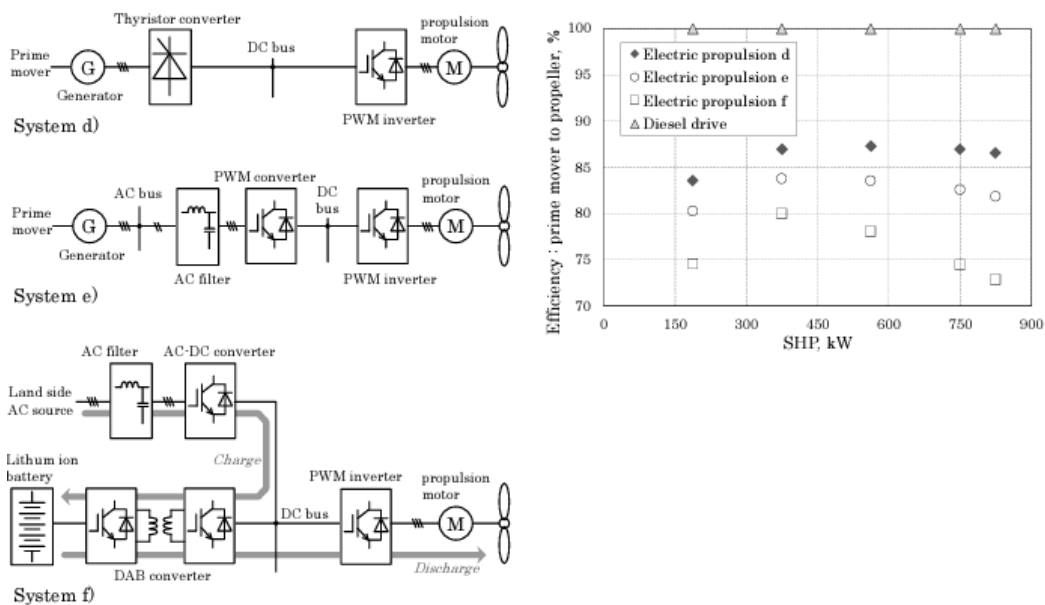 Thyristor converter
Prime
mover
G
Generator
DC bus
propulsion
motor
M
PWM inverter
System d)
Prime
mover
G
Generator
AC bus
AC filter
PWM converter
DC
bus
PWM inverter
propulsion
motor
M
System e)
AC filter
AC-DC converter
Land side
AC source
Charge
Lithum ion
battery
DAB converter
DC bus
PWM inverter
propulsion
motor
M
Discharge
System f)
Efficiency : prime mover to propeller, %
100
95
90
85
80
75
70
Electric propulsion d
Electric propulsion e
Electric propulsion f
Diesel drive
0
150
300
450
600
750
900
SHP, kW